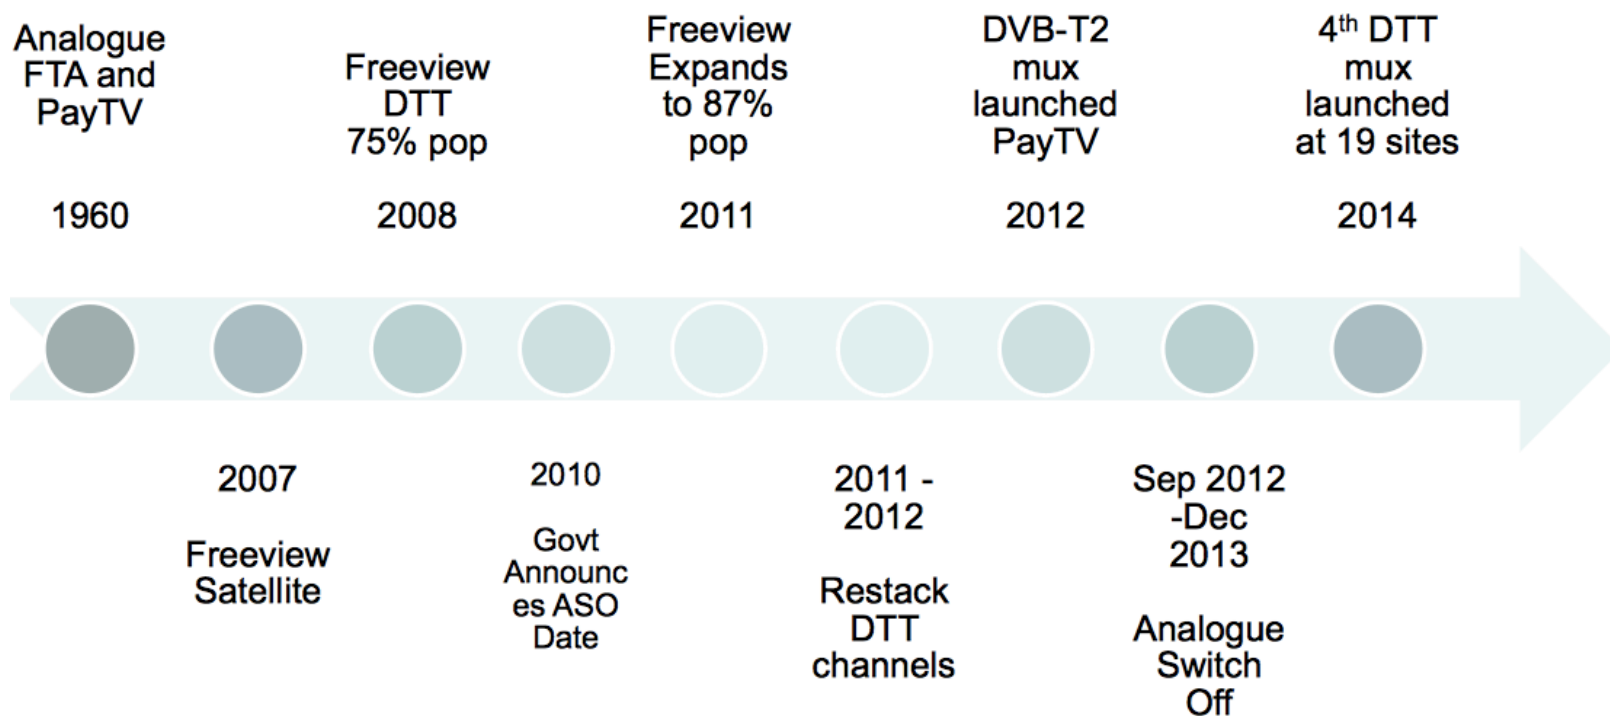 Analogue
FTA and
PayTV
1960
2007
Freeview
Satellite
Freeview
DTT
75% pop
2008
2010
Govt
Announc
es ASO
Date
Freeview
Expands
to 87%
pop
2011
2011 -
2012
Restack
DTT
channels
DVB-T2
mux
launched
PayTV
2012
Sep 2012
-Dec
2013
Analogue
Switch
Off
4th DTT
mux
launched
at 19 sites
2014